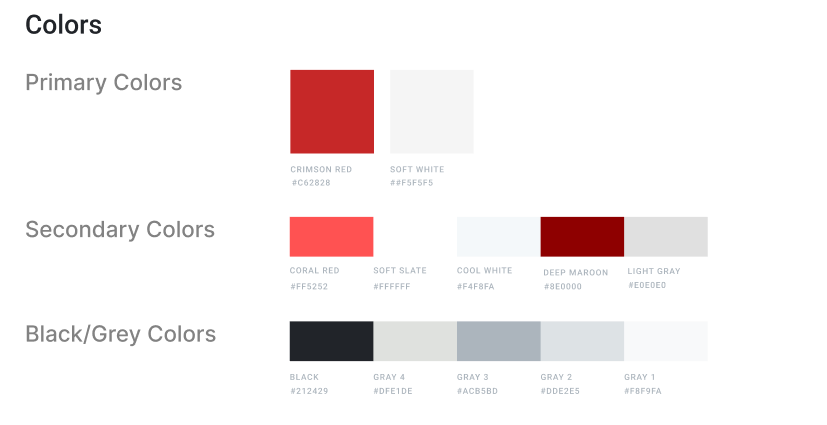 Colors
Primary Colors
CRIMSON RED
#C62828
SOFT WHITE
##F5F5F5
Secondary Colors
CORAL RED
#FF5252
SOFT SLATE
#FFFFFF
COOL WHITE
#F4F8FA
DEEP MAROON
#8E0000
LIGHT GRAY
#E0E0E0
Black/Grey Colors
BLACK
#212429
GRAY 4
#DFE1DE
GRAY 3
#ACB5BD
GRAY 2
#DDE2E5
GRAY 1
#F8F9FA